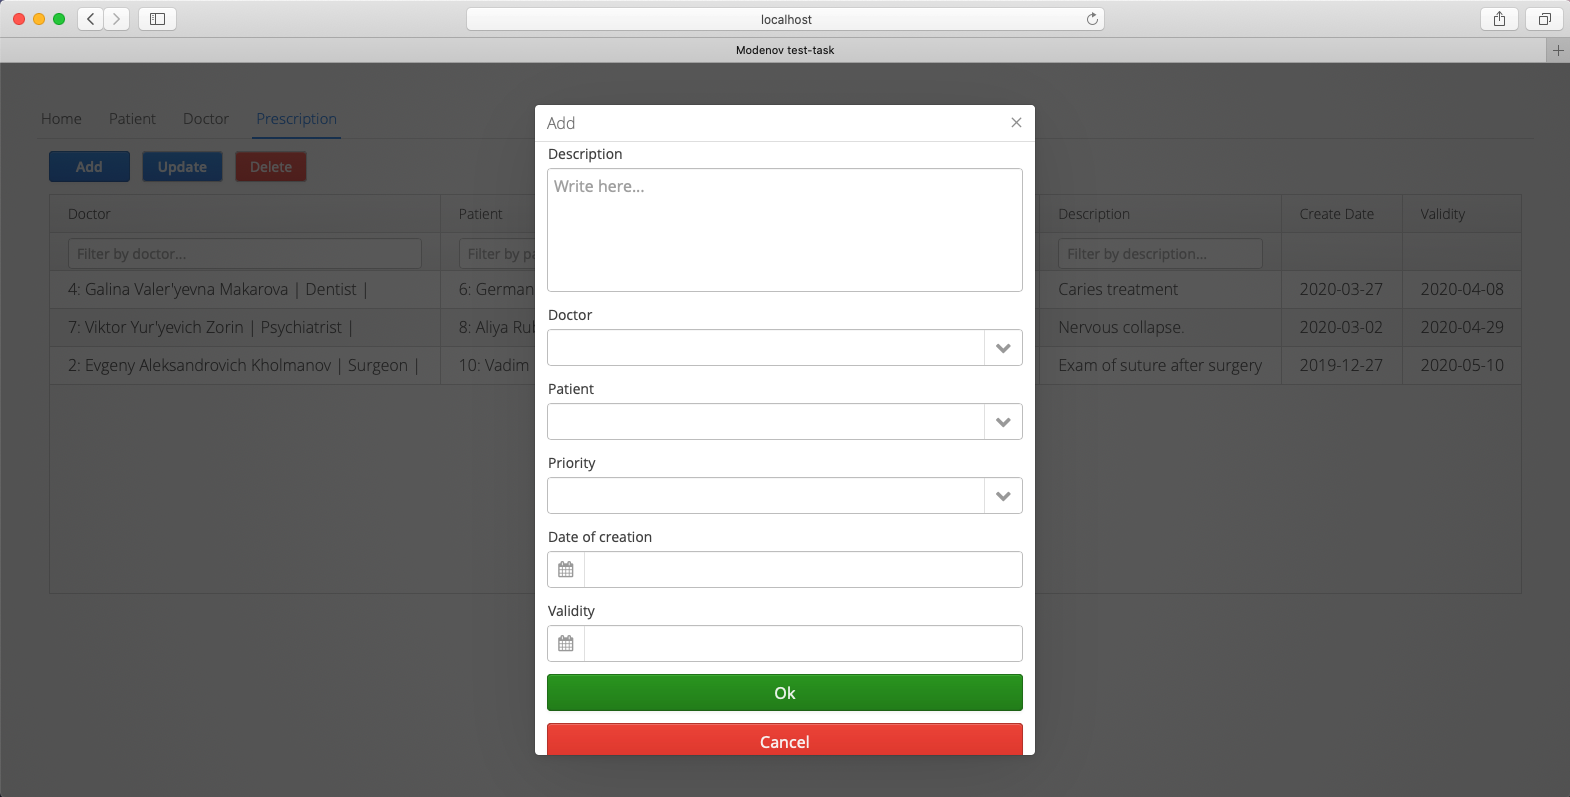 localhost
Modenov test-task
Home Patient Doctor Prescription
Add Update Delete
Doctor Patient Description Create Date Validity
Filter by doctor... Filter by Filter by description...
4: Galina Valer'yevna Makarova | Dentist | 6: German Caries treatment 2020-03-27 2020-04-08
7: Viktor Yur'yevich Zorin | Psychiatrist | 8: Aliya Nervous collapse. 2020-03-02 2020-04-29
2: Evgeny Aleksandrovich Kholmanov | Surgeon | 10: Vadim Exam of suture after surgery 2019-12-27 2020-05-10
Add
Description
Write here...
Doctor
Patient
Priority
Date of creation
Validity
Ok
Cancel